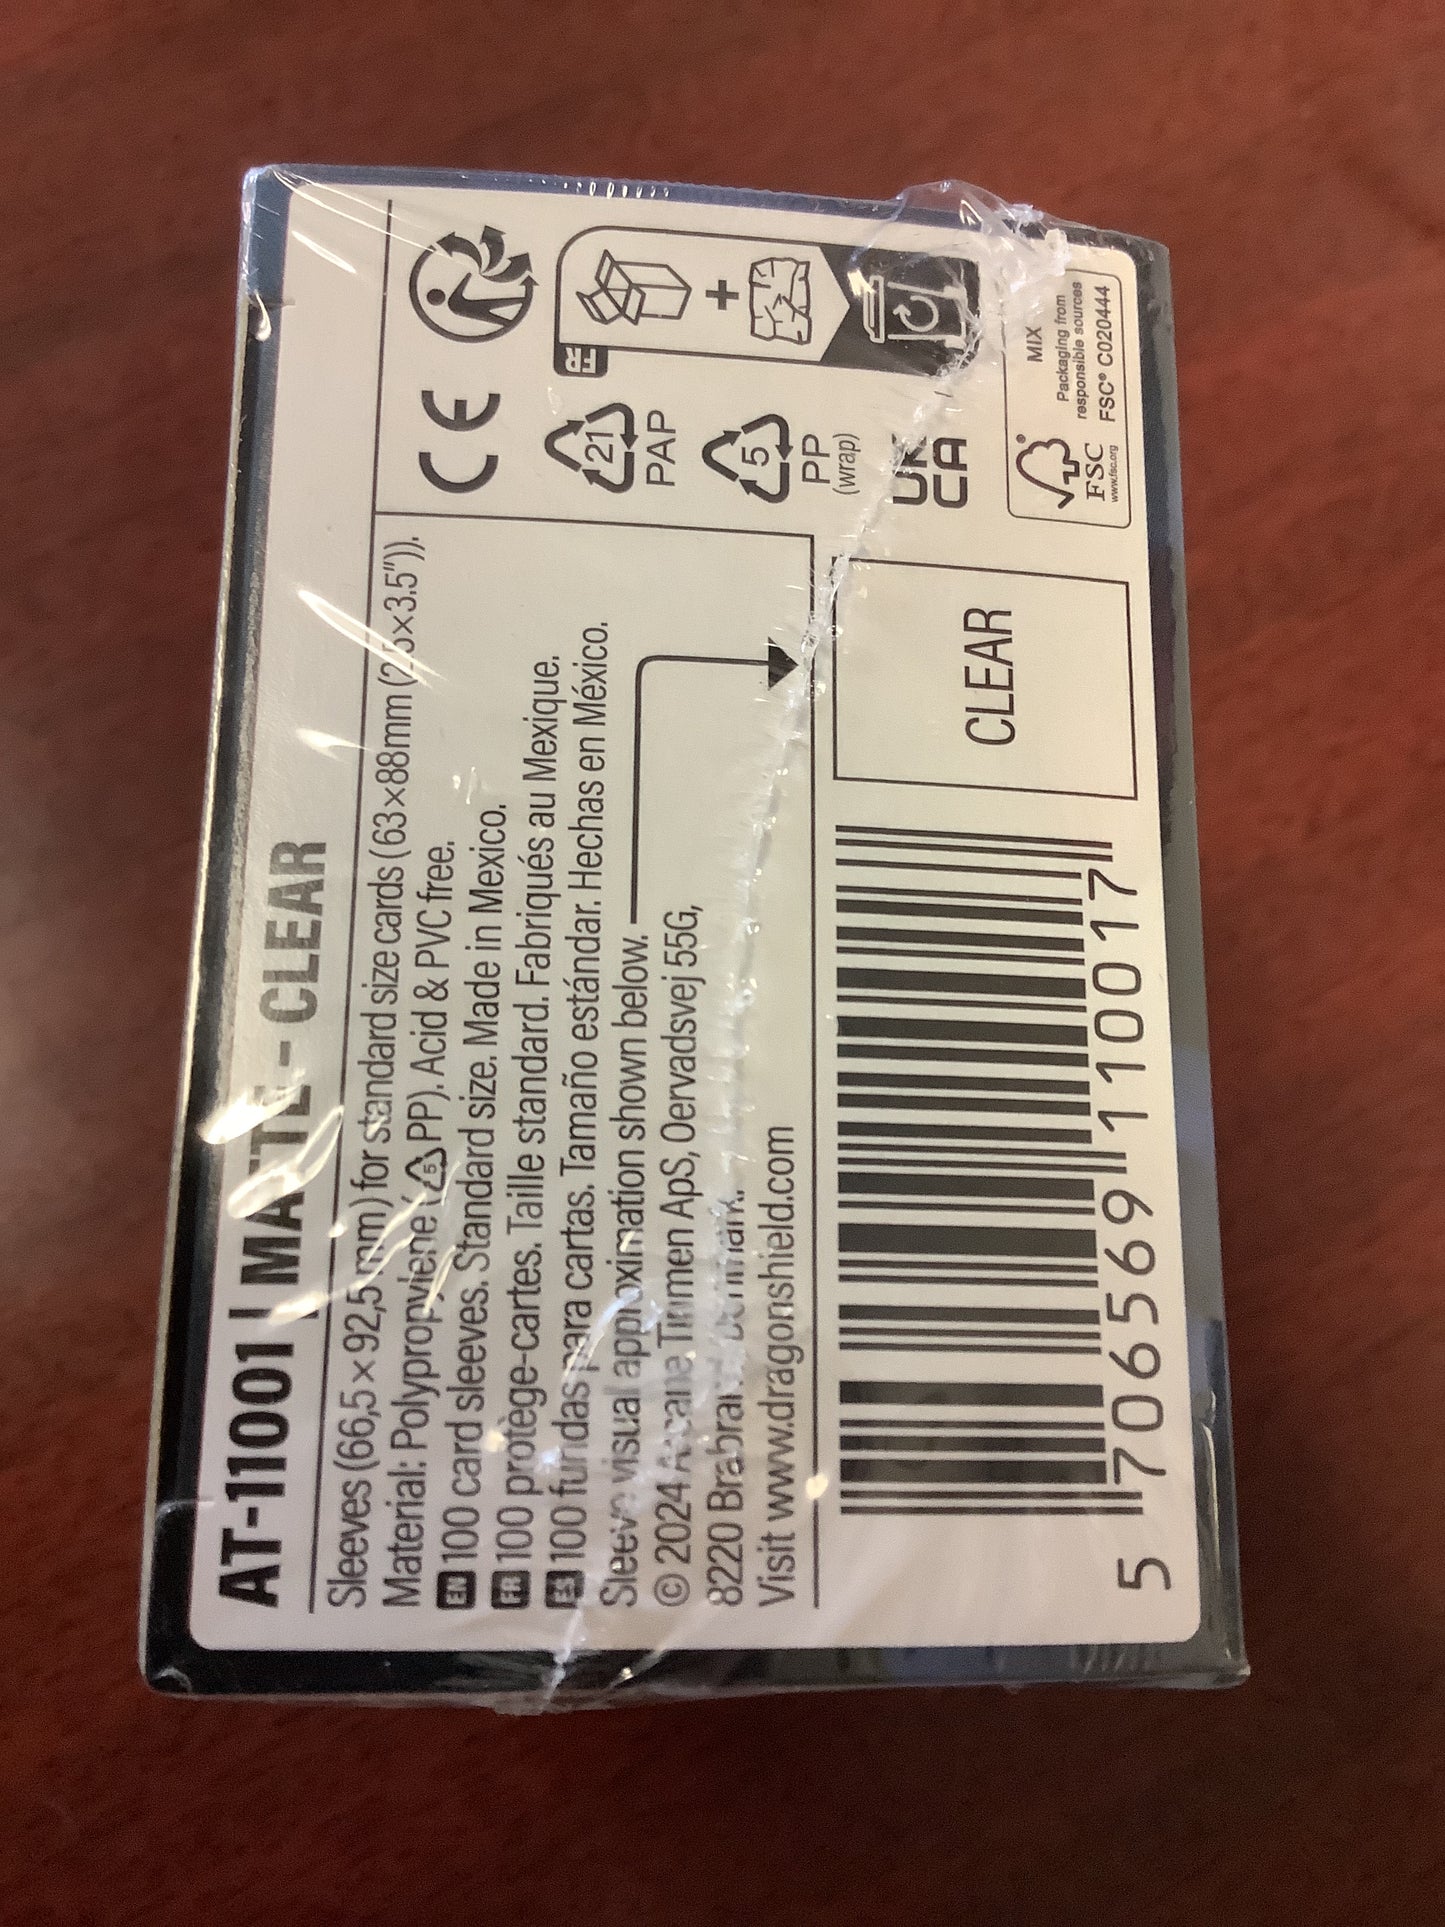 AT-11001 | MATTE - CLEAR
Sleeves (66,5 × 92,5 mm) for standard size cards (63×88mm (2.5×3.5")).
Material: Polypropylene (5 PP). Acid & PVC free.
EN 100 card sleeves. Standard size. Made in Mexico.
FR 100 protège-cartes. Taille standard. Fabriqués au Mexique.
ES 100 fundas para cartas. Tamaño estándar. Hechas en México.
Sleeve visual approximation shown below.
© 2024 Arcane Tinmen ApS, Oervadsvej 55G,
8220 Brabrand, Denmark.
Visit www.dragonshield.com
CE
21
PAP
5
PP
(wrap)
FR
+
UK
CA
FSC
www.fsc.org
MIX
Packaging from
responsible sources
FSC® C020444
5 706569 110017
CLEAR